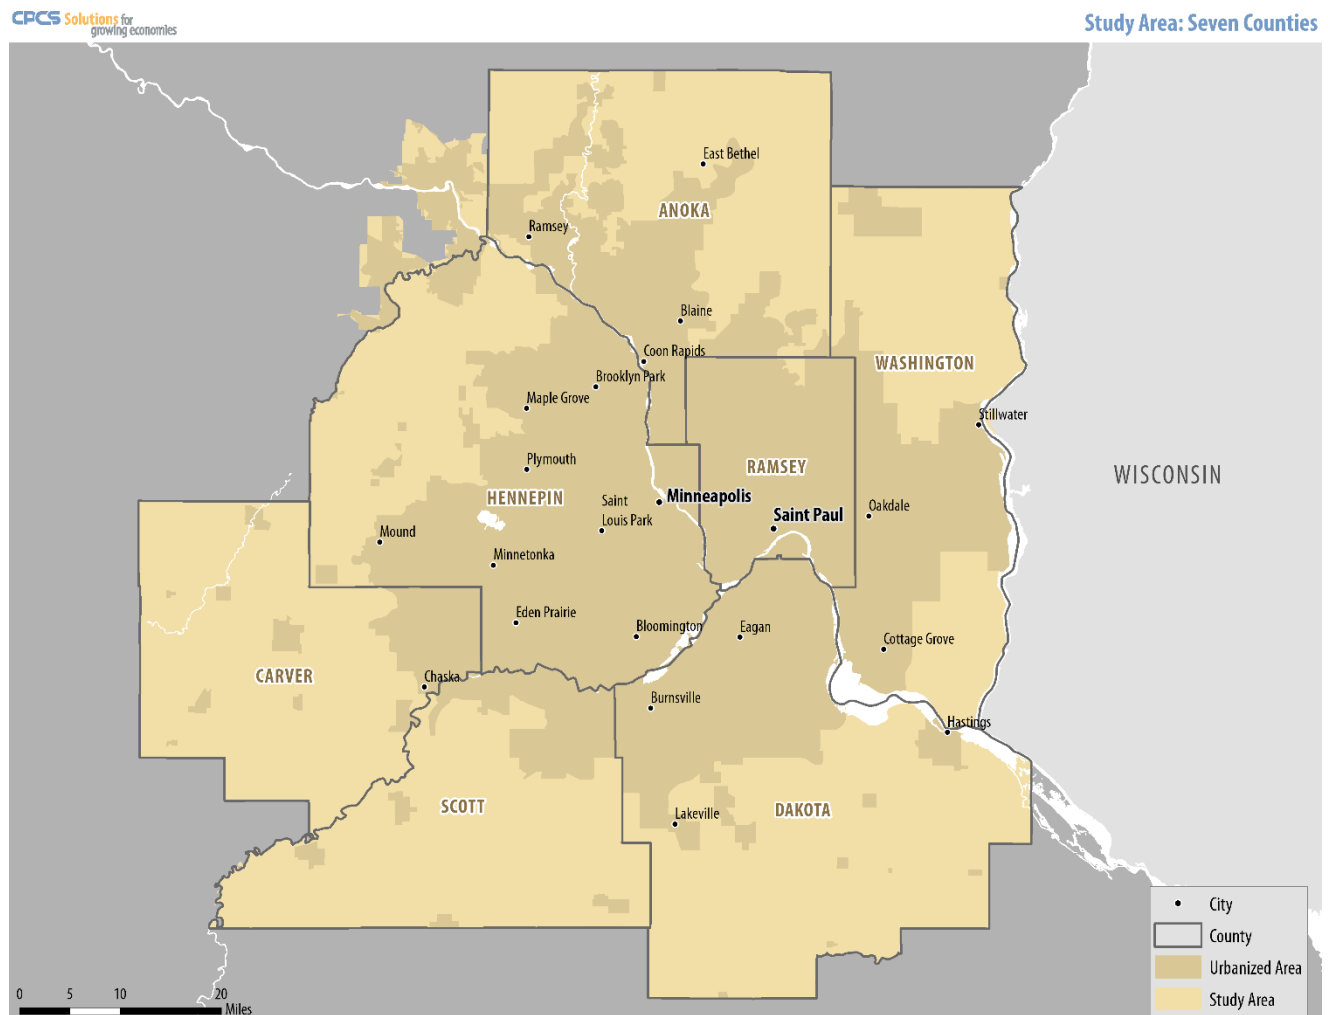 CPCS Solutions for
growing economies
Study Area: Seven Counties
East Bethel
ANOKA
Ramsey
Blaine
Coon Rapids
WASHINGTON
Brooklyn Park
Maple Grove
Stillwater
Plymouth
RAMSEY
WISCONSIN
HENNEPIN
Saint
Louis Park
Minneapolis
Saint Paul
Oakdale
Mound
Minnetonka
Eden Prairie
Bloomington
Eagan
Cottage Grove
CARVER
Chaska
Burnsville
Hastings
SCOTT
DAKOTA
Lakeville
City
County
Urbanized Area
Study Area
0 5 10 20
Miles